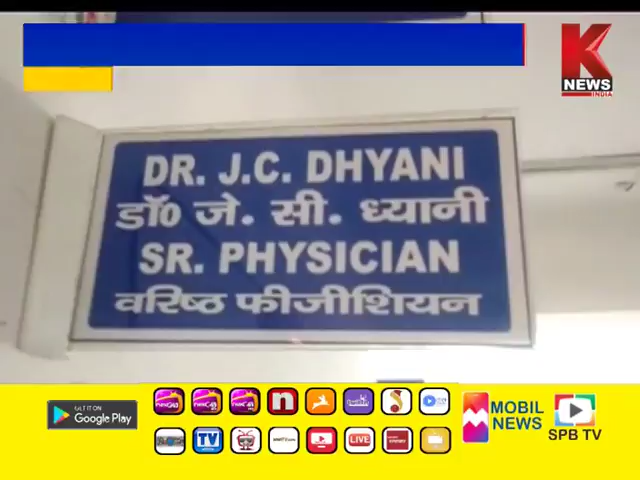 K
NEWS
INDIA
DR. J.C. DHYANI
डॉ0 जे. सी. ध्यानी
SR. PHYSICIAN
वरिष्ठ फीजीशियन
GET IT ON
Google Play
n
TV
LIVE
MOBIL
NEWS
SPB TV